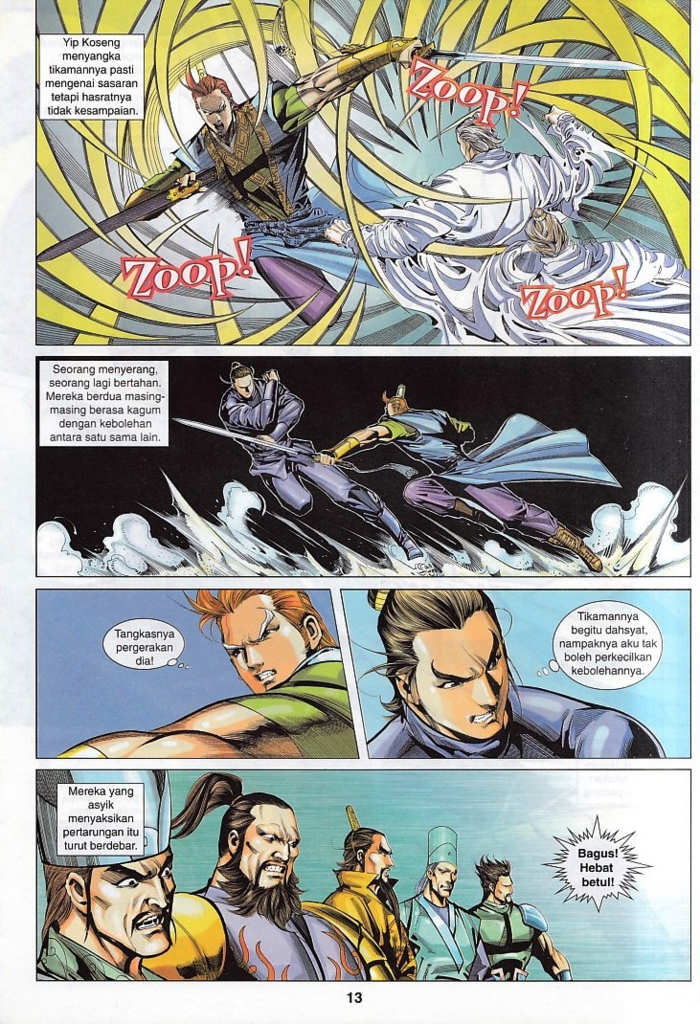 Yip Koseng
menyangka
tikamannya pasti
mengenai sasaran
tetapi hasratnya
tidak kesampaian.
Zoop!
Zoop!
Zoop!
Seorang menyerang,
seorang lagi bertahan.
Mereka berdua masing-
masing berasa kagum
dengan kebolehan
antara satu sama lain.
Tangkasnya
pergerakan
dia!
Tikamannya
begitu dahsyat,
nampaknya aku tak
boleh perkecilkan
kebolehannya.
Mereka yang
asyik
menyaksikan
pertarungan itu
turut berdebar.
Bagus!
Hebat
betul!
13